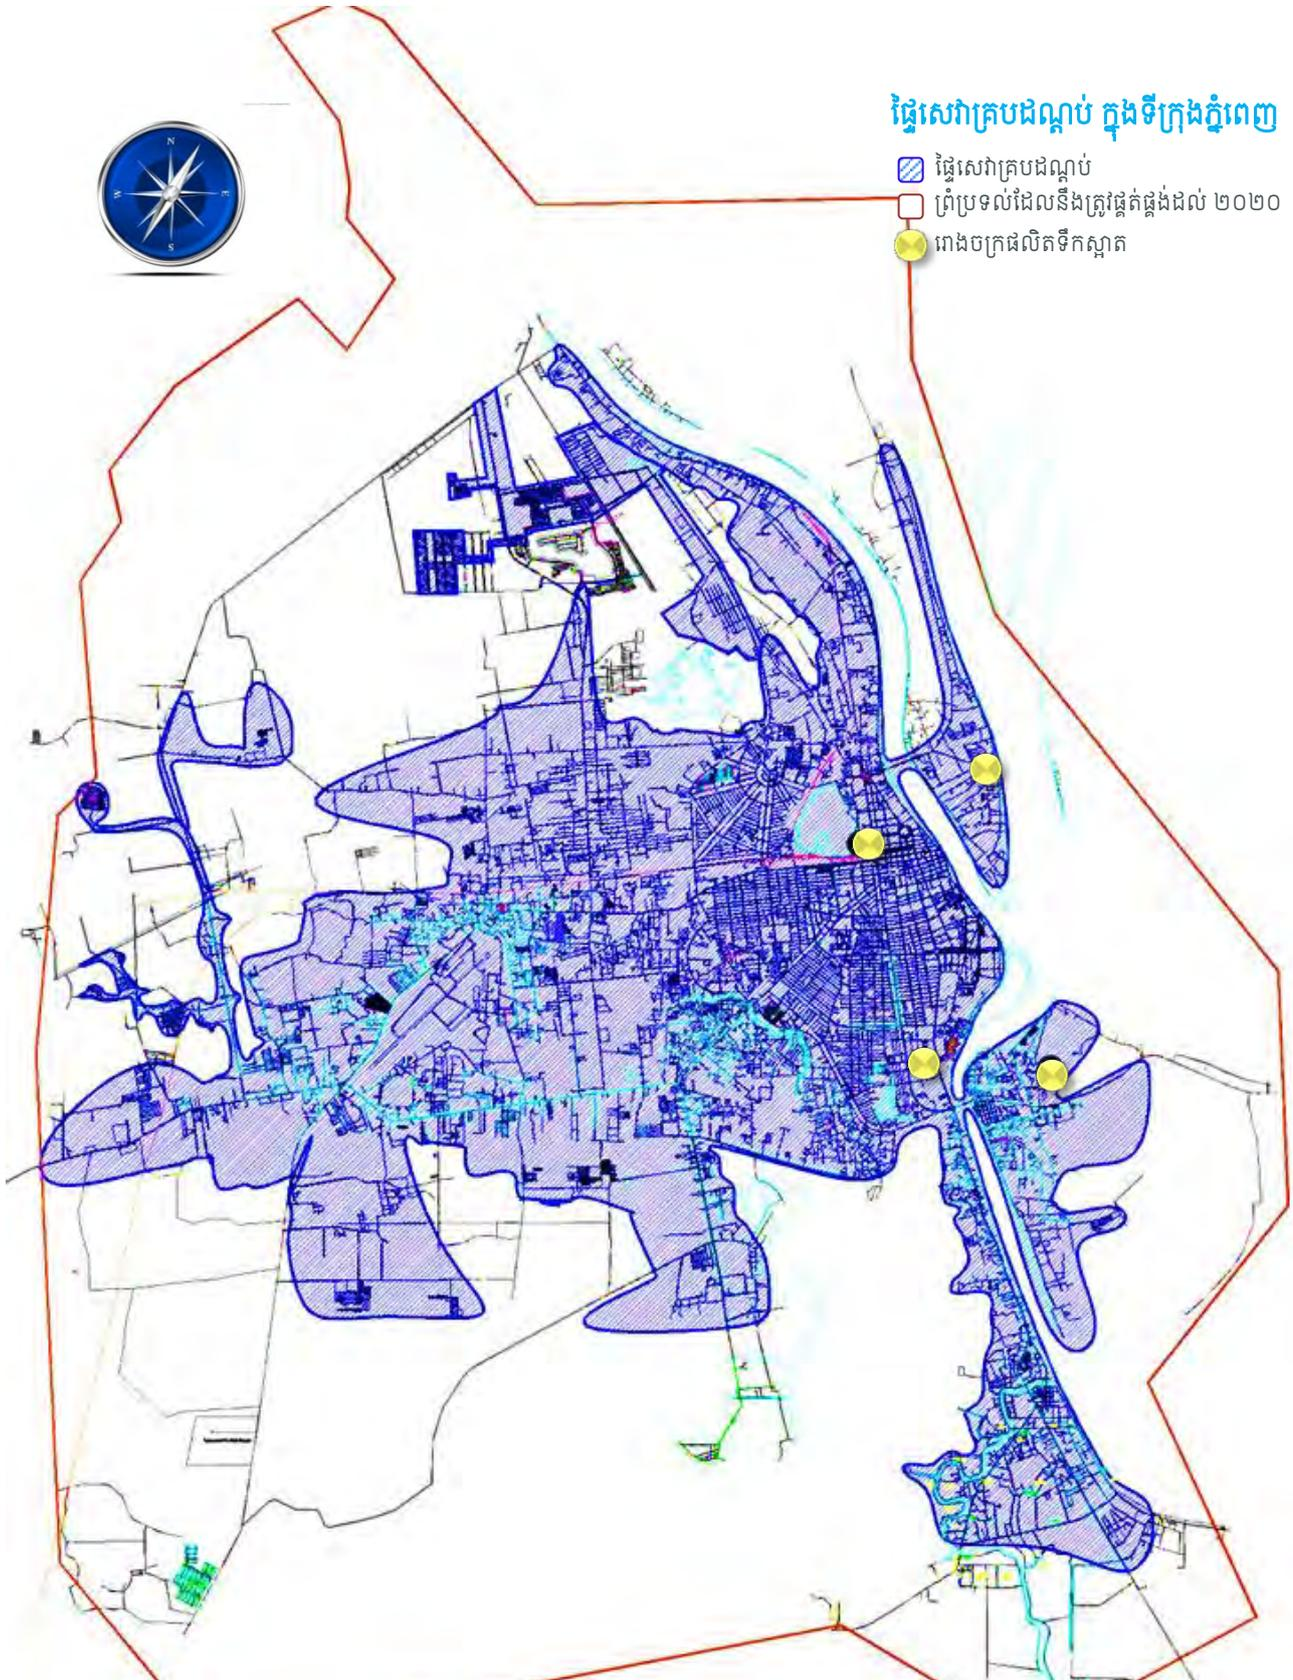 ផ្ទៃសេវាគ្របដណ្តប់ ក្នុងទីក្រុងភ្នំពេញ
ផ្ទៃសេវាគ្របដណ្តប់
ព្រំប្រទល់ដែលនឹងត្រូវផ្គត់ផ្គង់ដល់ ២០២០
រោងចក្រផលិតទឹកស្អាត
N
W
E
S